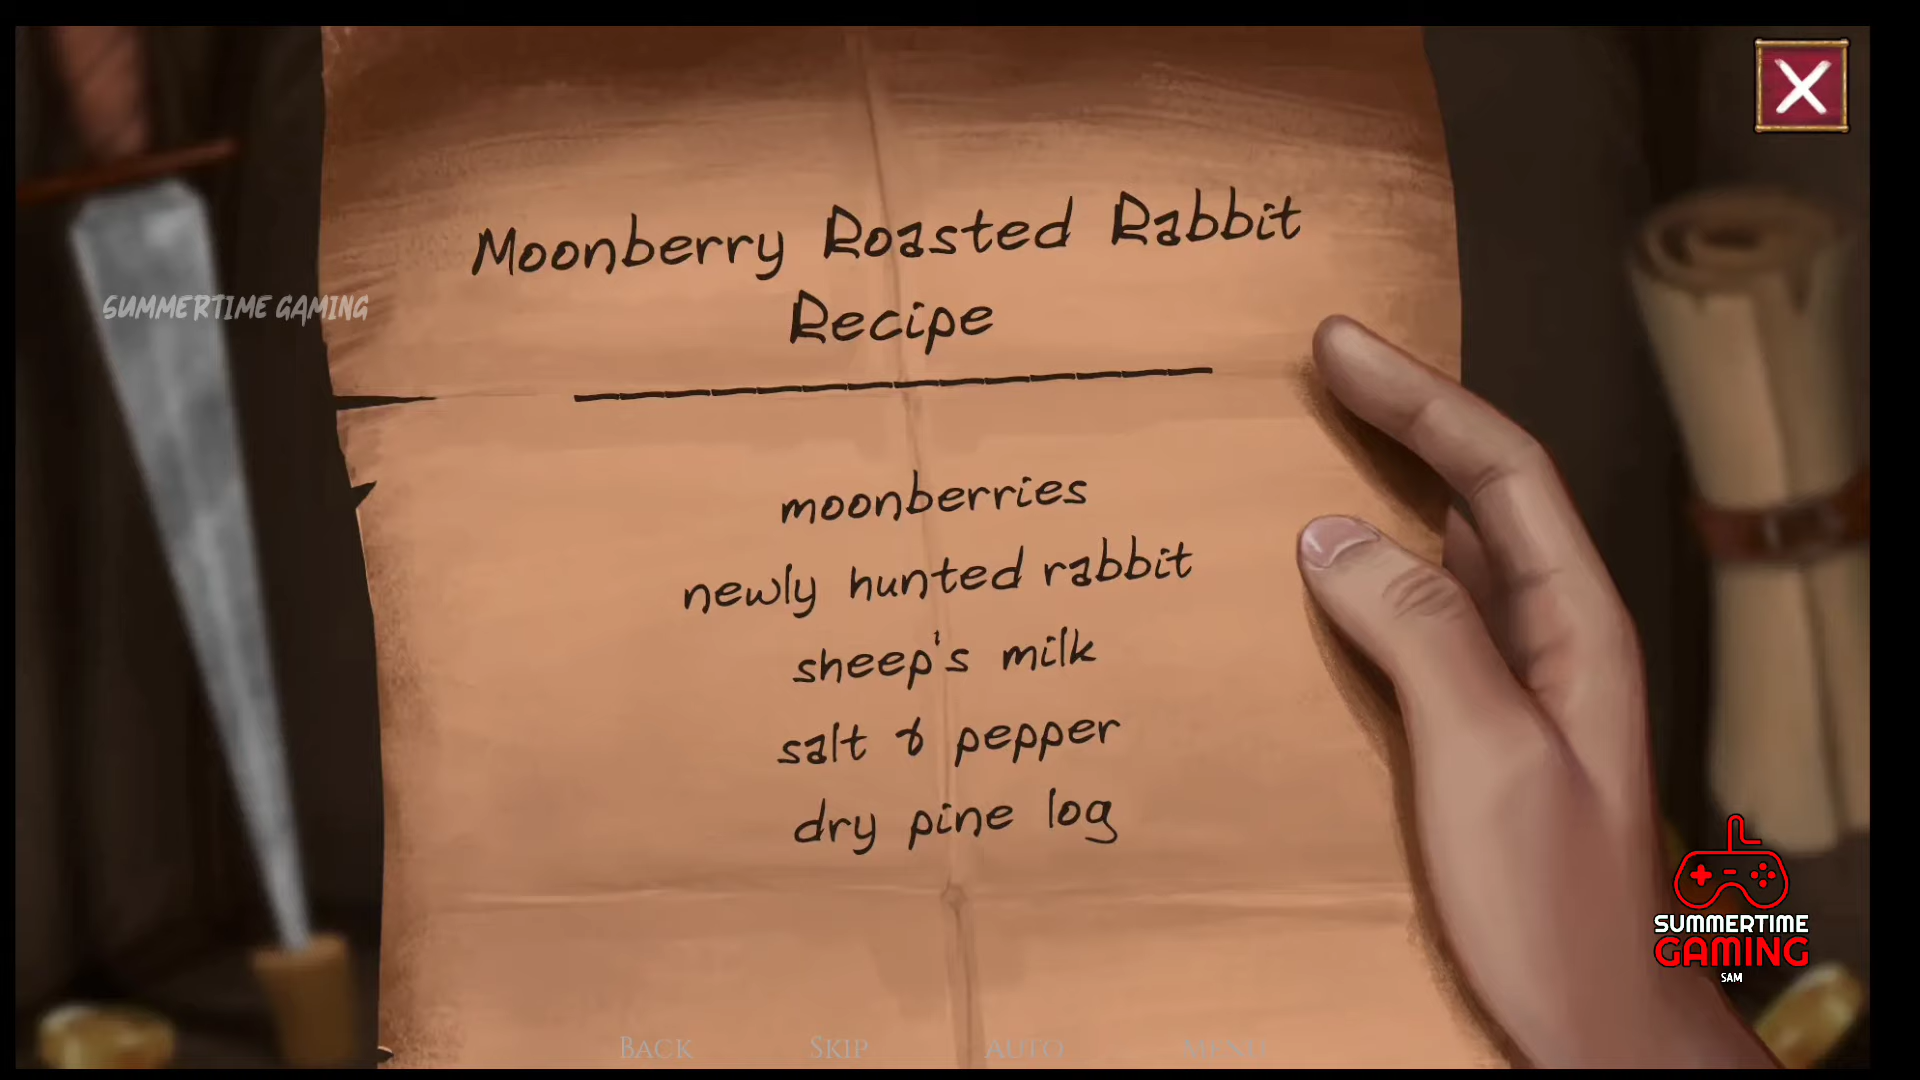 Moonberry Roasted Rabbit
Recipe
SUMMERTIME GAMING
moonberries
newly hunted rabbit
sheep's milk
salt & pepper
dry pine log
SUMMERTIME
GAMING
SAM
BACK SKIP AUTO MENU